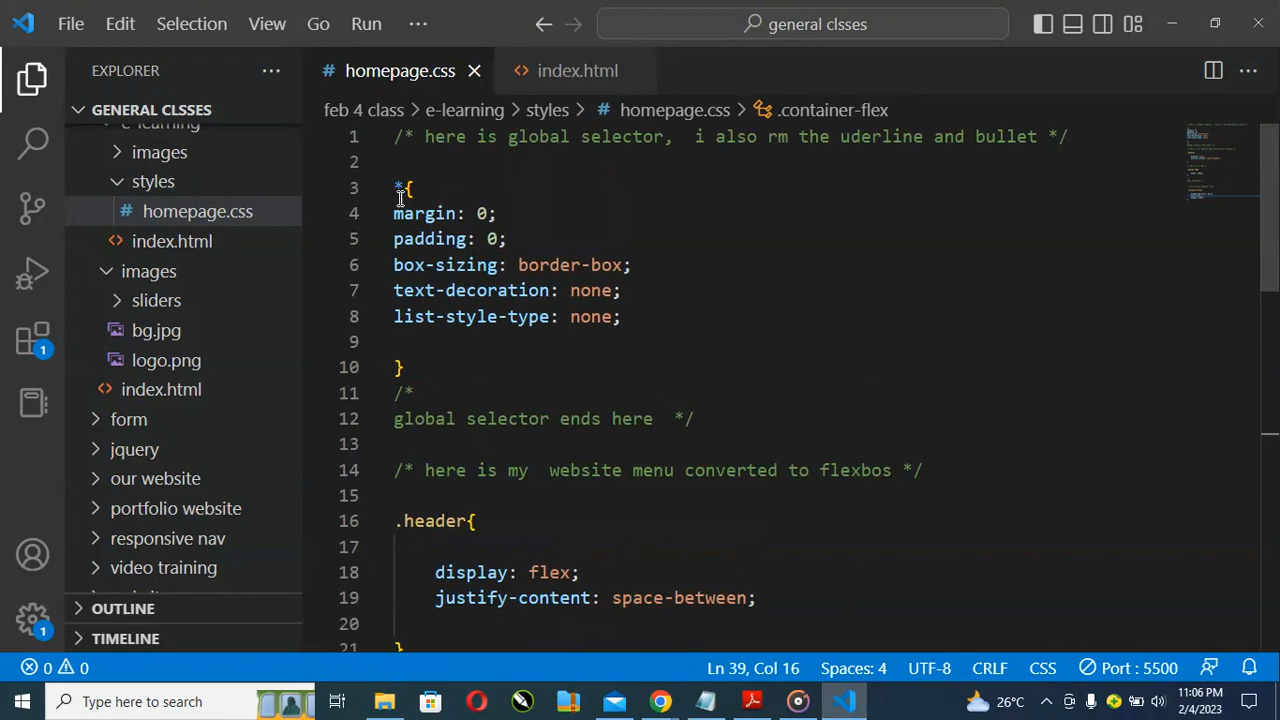 File Edit Selection View Go Run ··· general clsses
EXPLORER ···
homepage.css
index.html
GENERAL CLSSES
e-learning
images
styles
homepage.css
index.html
images
sliders
bg.jpg
logo.png
index.html
form
jquery
our website
portfolio website
responsive nav
video training
OUTLINE
TIMELINE
feb 4 class > e-learning > styles > # homepage.css > .container-flex
1 /* here is global selector,  i also rm the uderline and bullet */
2
3 *{
4 margin: 0;
5 padding: 0;
6 box-sizing: border-box;
7 text-decoration: none;
8 list-style-type: none;
9
10 }
11 /*
12 global selector ends here  */
13
14 /* here is my  website menu converted to flexbos */
15
16 .header{
17
18 display: flex;
19 justify-content: space-between;
20
21 }
1
1
0 0 Ln 39, Col 16 Spaces: 4 UTF-8 CRLF CSS Port : 5500
Type here to search
26°C
11:06 PM
2/4/2023